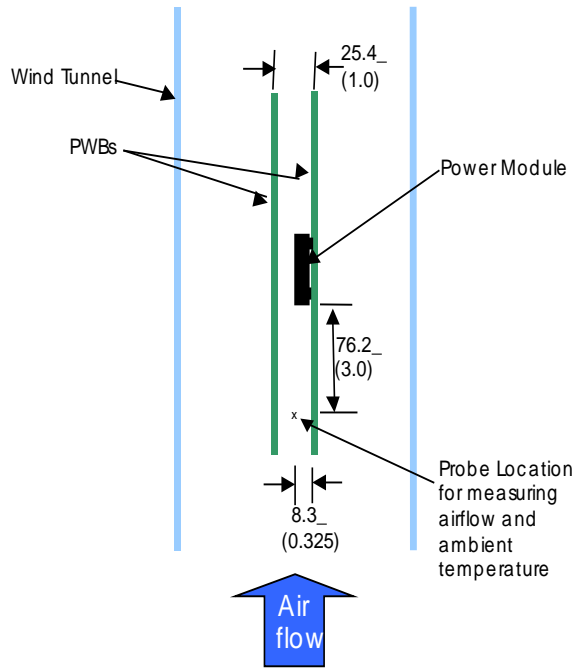 25.4_
(1.0)
Wind Tunnel
PWBs
Power Module
76.2_
(3.0)
x
Probe Location
for measuring
airflow and
ambient
temperature
8.3_
(0.325)
Air
flow